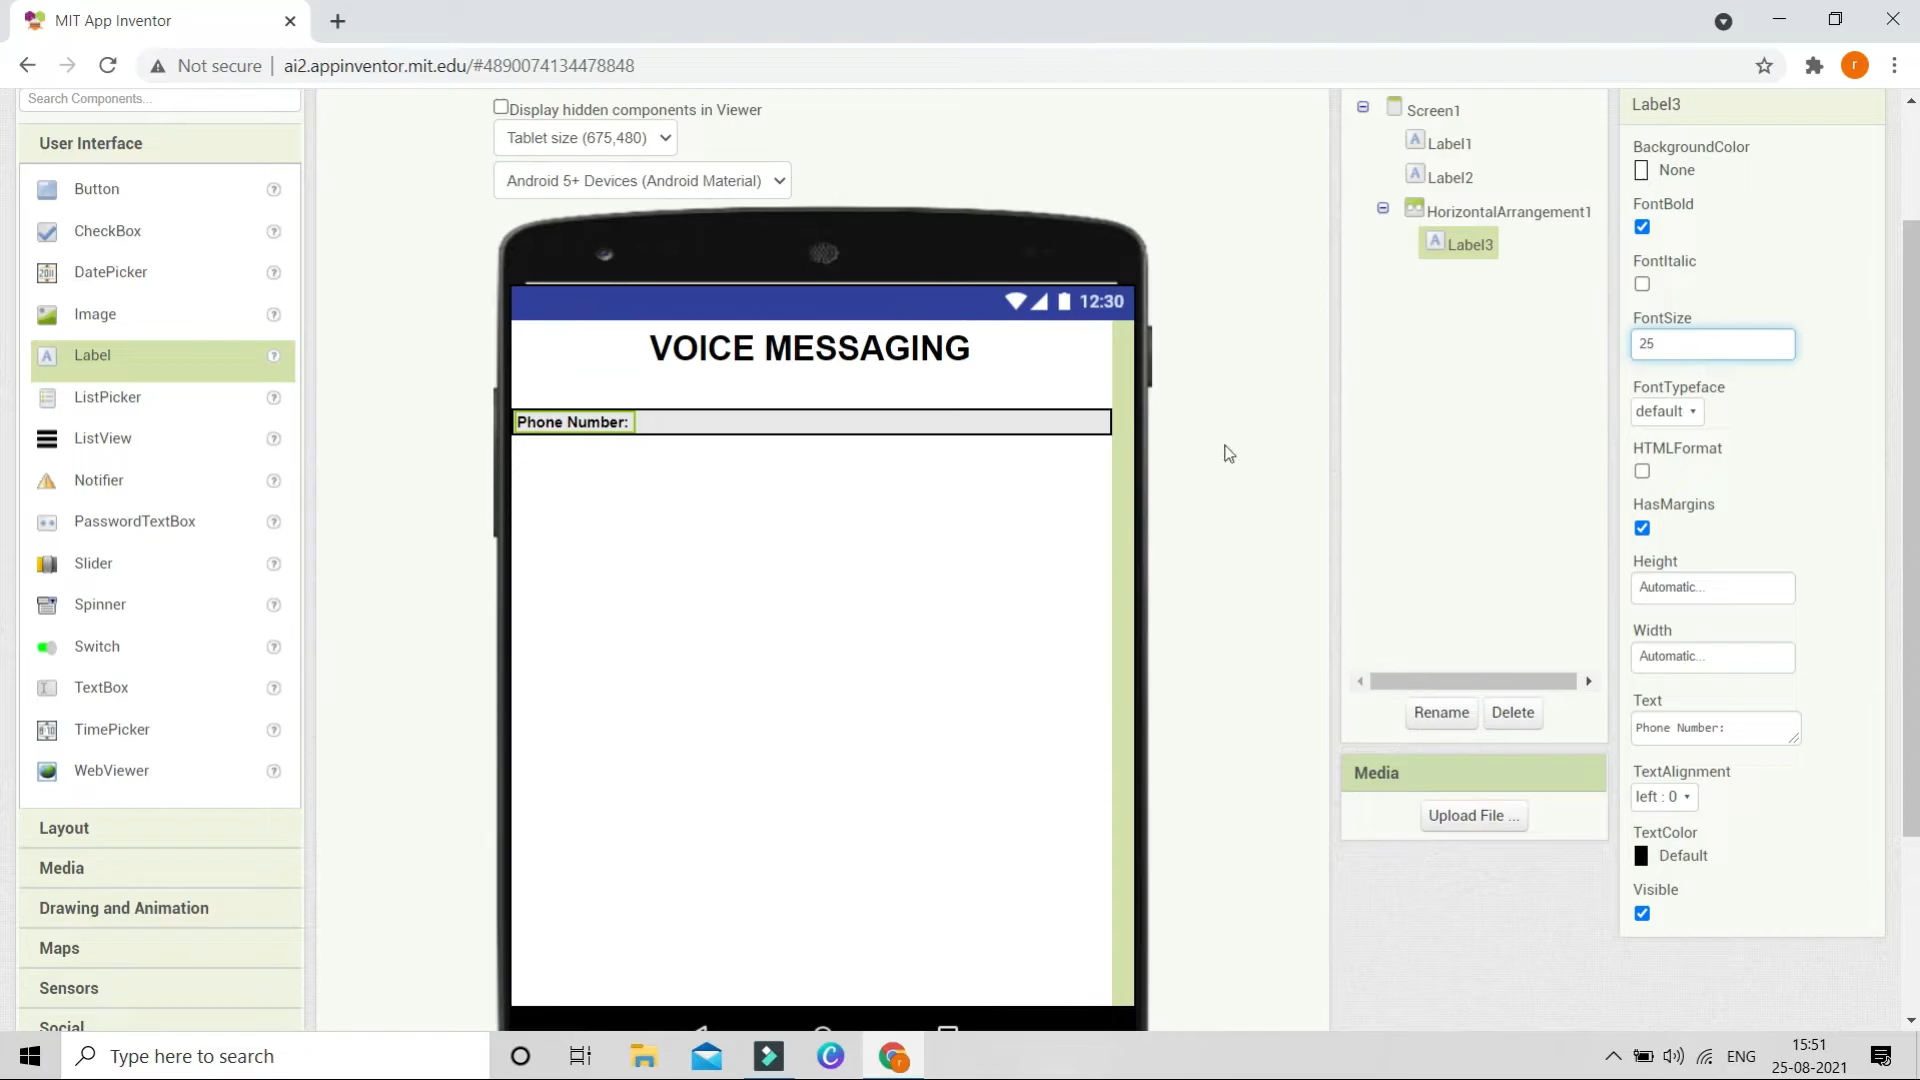 MIT App Inventor
Not secure
ai2.appinventor.mit.edu/#4890074134478848
r
Search Components...
User Interface
Button
CheckBox
DatePicker
Image
Label
ListPicker
ListView
Notifier
PasswordTextBox
Slider
Spinner
Switch
TextBox
TimePicker
WebViewer
Layout
Media
Drawing and Animation
Maps
Sensors
Social
Display hidden components in Viewer
Tablet size (675,480)
Android 5+ Devices (Android Material)
12:30
VOICE MESSAGING
Phone Number:
Screen1
Label1
Label2
HorizontalArrangement1
Label3
Rename
Delete
Media
Upload File ...
Label3
BackgroundColor
None
FontBold
FontItalic
FontSize
25
FontTypeface
default
HTMLFormat
HasMargins
Height
Automatic...
Width
Automatic...
Text
Phone Number:
TextAlignment
left : 0
TextColor
Default
Visible
Type here to search
ENG
15:51
25-08-2021